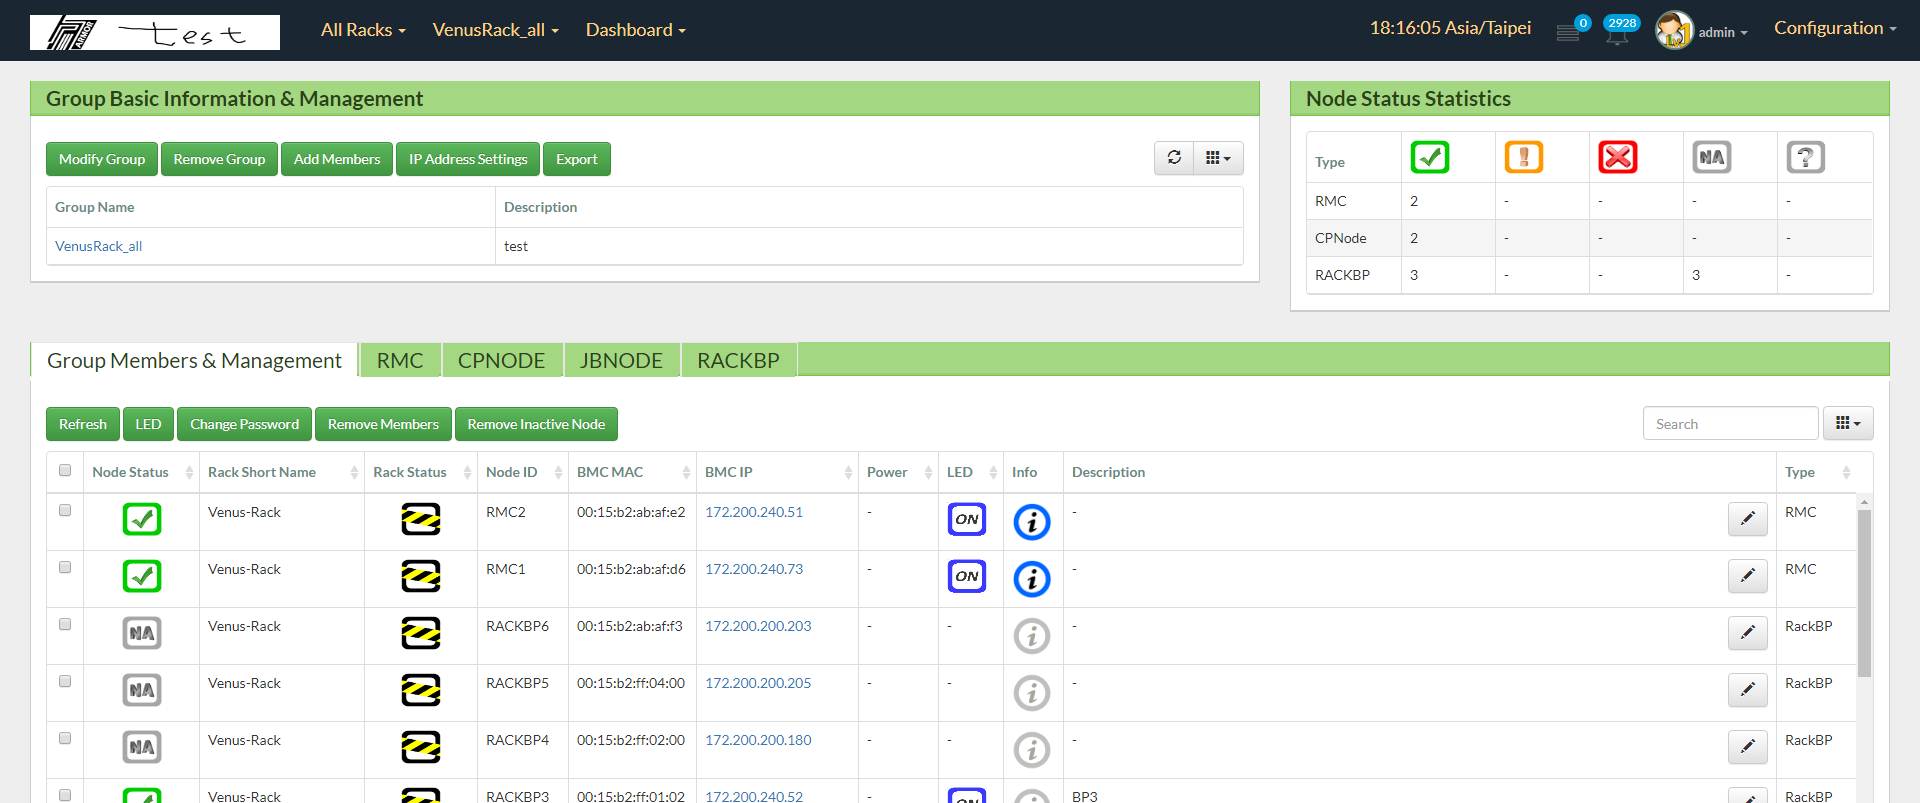 ARMOR test All Racks VenusRack_all Dashboard 18:16:05 Asia/Taipei 0 2928 admin Configuration
Group Basic Information & Management
Modify Group Remove Group Add Members IP Address Settings Export
Group Name Description
VenusRack_all test
Node Status Statistics
Type ! NA ?
RMC 2 - - - -
CPNode 2 - - - -
RACKBP 3 - - 3 -
Group Members & Management RMC CPNODE JBNODE RACKBP
Refresh LED Change Password Remove Members Remove Inactive Node Search
Node Status Rack Short Name Rack Status Node ID BMC MAC BMC IP Power LED Info Description Type
Venus-Rack RMC2 00:15:b2:ab:af:e2 172.200.240.51 - ON i - RMC
Venus-Rack RMC1 00:15:b2:ab:af:d6 172.200.240.73 - ON i - RMC
NA Venus-Rack RACKBP6 00:15:b2:ab:af:f3 172.200.200.203 - - i - RackBP
NA Venus-Rack RACKBP5 00:15:b2:ff:04:00 172.200.200.205 - - i - RackBP
NA Venus-Rack RACKBP4 00:15:b2:ff:02:00 172.200.200.180 - - i - RackBP
Venus-Rack RACKBP3 00:15:b2:ff:01:02 172.200.240.52 - ON BP3 RackBP